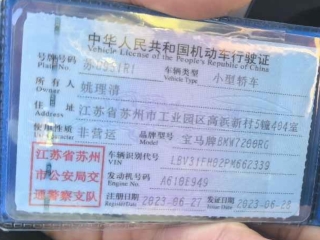 中华人民共和国机动车行驶证
Vehicle License of the People's Republic of China
号牌号码
Plate No.
车辆类型 小型轿车
Vehicle Type
所有人 姚理清
Owner
住址 江苏省苏州市工业园区高浜新村5幢404室
Address
使用性质 非营运
品牌型号 宝马牌BMW7200RG
Model
江苏省苏州
市公安局交
通警察支队
车辆识别代号
VIN
发动机号码 A618E949
Engine No.
注册日期 2023-06-27
Register Date
发证日期 2023-06-28
Issue Date